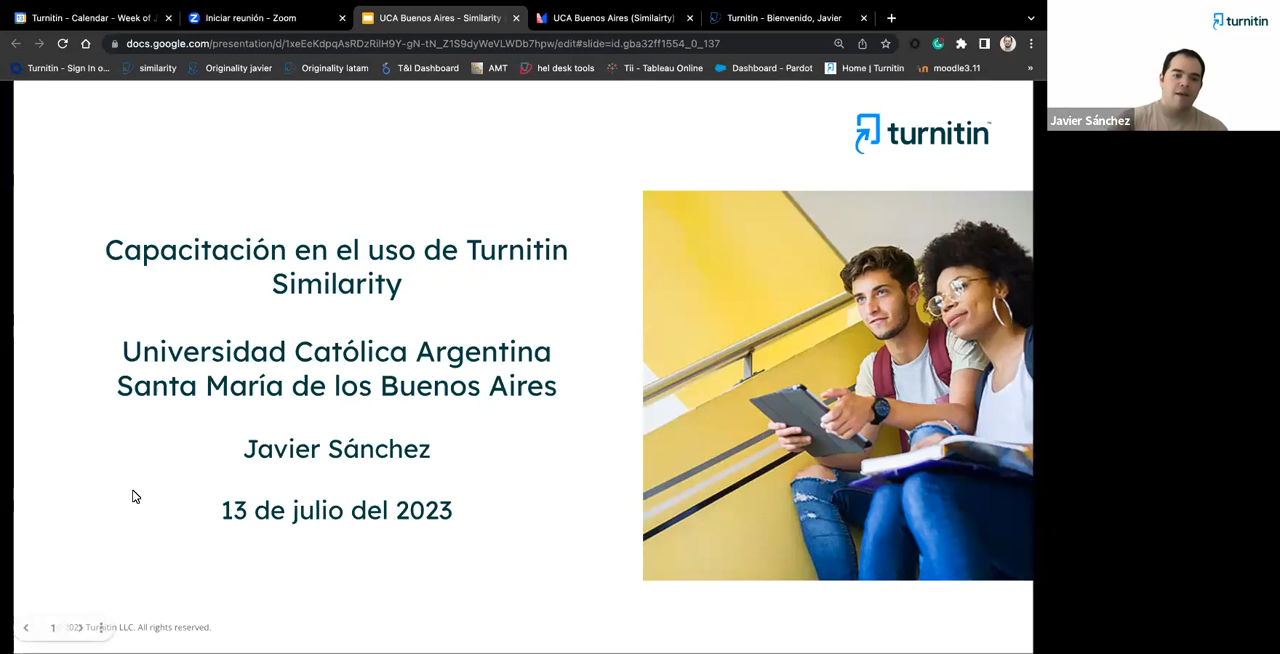 Turnitin - Calendar - Week of J
Iniciar reunión - Zoom
UCA Buenos Aires - Similarity
UCA Buenos Aires (Similairty)
Turnitin - Bienvenido, Javier
docs.google.com/presentation/d/1xeEeKdpqAsRDzRilH9Y-gN-tN_Z1S9dyWeVLWDb7hpw/edit#slide=id.gba32ff1554_0_137
Turnitin - Sign In o...
similarity
Originality javier
Originality latam
T&I Dashboard
AMT
hel desk tools
Tii - Tableau Online
Dashboard - Pardot
Home | Turnitin
moodle3.11
turnitin
Javier Sánchez
turnitin™
Capacitación en el uso de Turnitin
Similarity
Universidad Católica Argentina
Santa María de los Buenos Aires
Javier Sánchez
13 de julio del 2023
1
Turnitin LLC. All rights reserved.